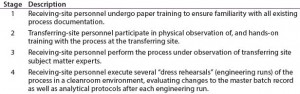 Stage Description
1 Receiving-site personnel undergo paper training to ensure familiarity with all existing
process documentation.
2 Transferring-site personnel participate in physical observation of, and hands-on
training with the process at the transferring site.
3 Receiving-site personnel perform the process under observation of transferring site
subject matter experts.
4 Receiving-site personnel execute several “dress rehearsals” (engineering runs) of
the process in a cleanroom environment, evaluating changes to the master batch record
as well as analytical protocols after each engineering run.